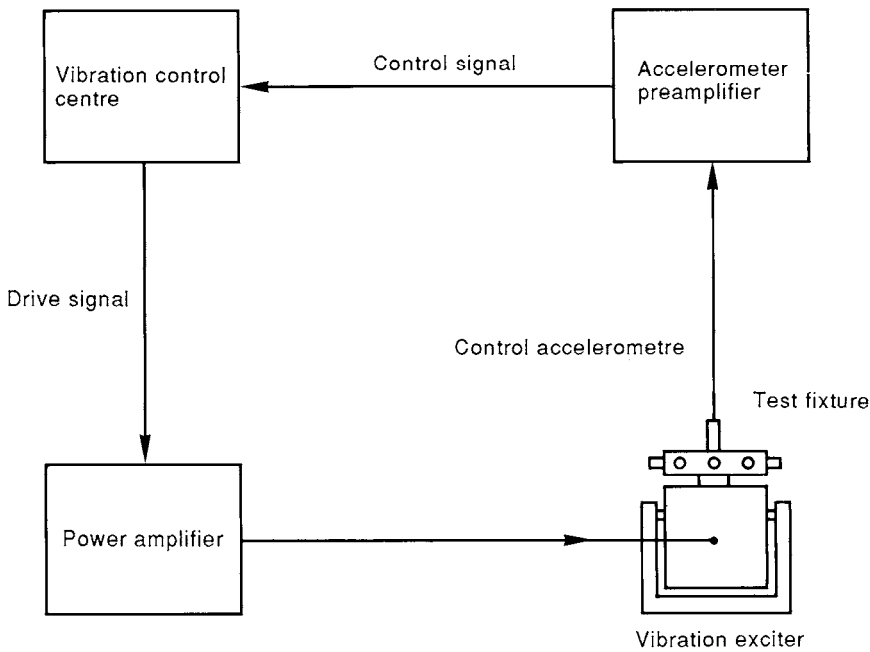 Vibration control
centre
Control signal
Accelerometer
preamplifier
Drive signal
Control accelerometre
Test fixture
Power amplifier
Vibration exciter